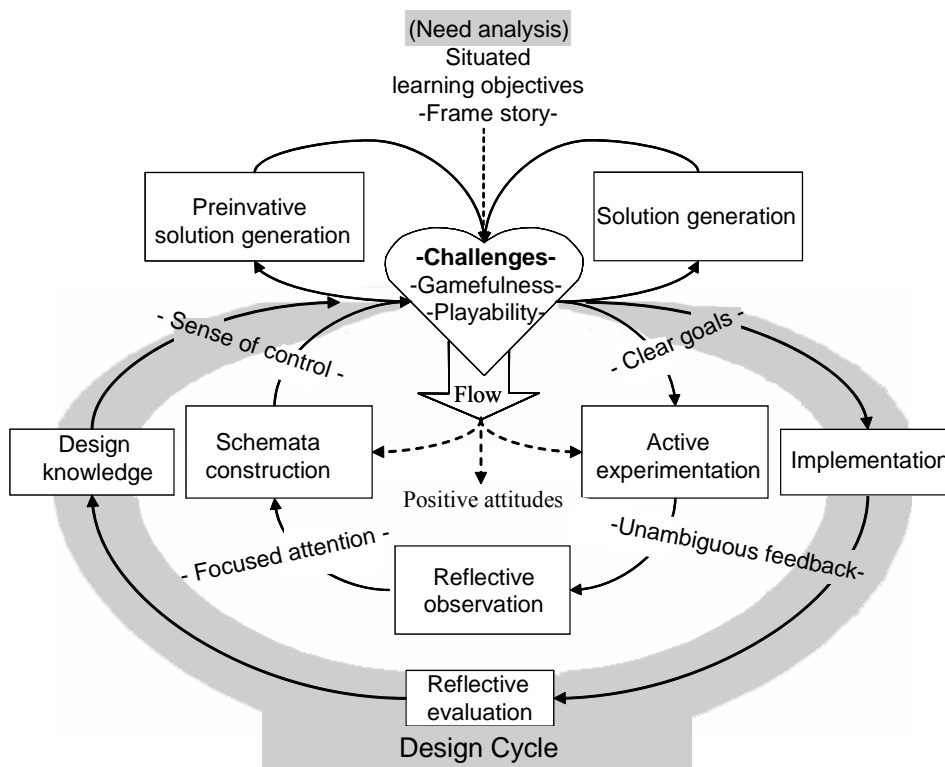 (Need analysis)
Situated
learning objectives
-Frame story-
Preinvative
solution generation
Solution generation
-Challenges-
-Gamefulness-
-Playability-
- Sense of control -
- Clear goals -
Flow
Design
knowledge
Schemata
construction
Active
experimentation
Implementation
Positive attitudes
- Focused attention -
-Unambiguous feedback-
Reflective
observation
Reflective
evaluation
Design Cycle